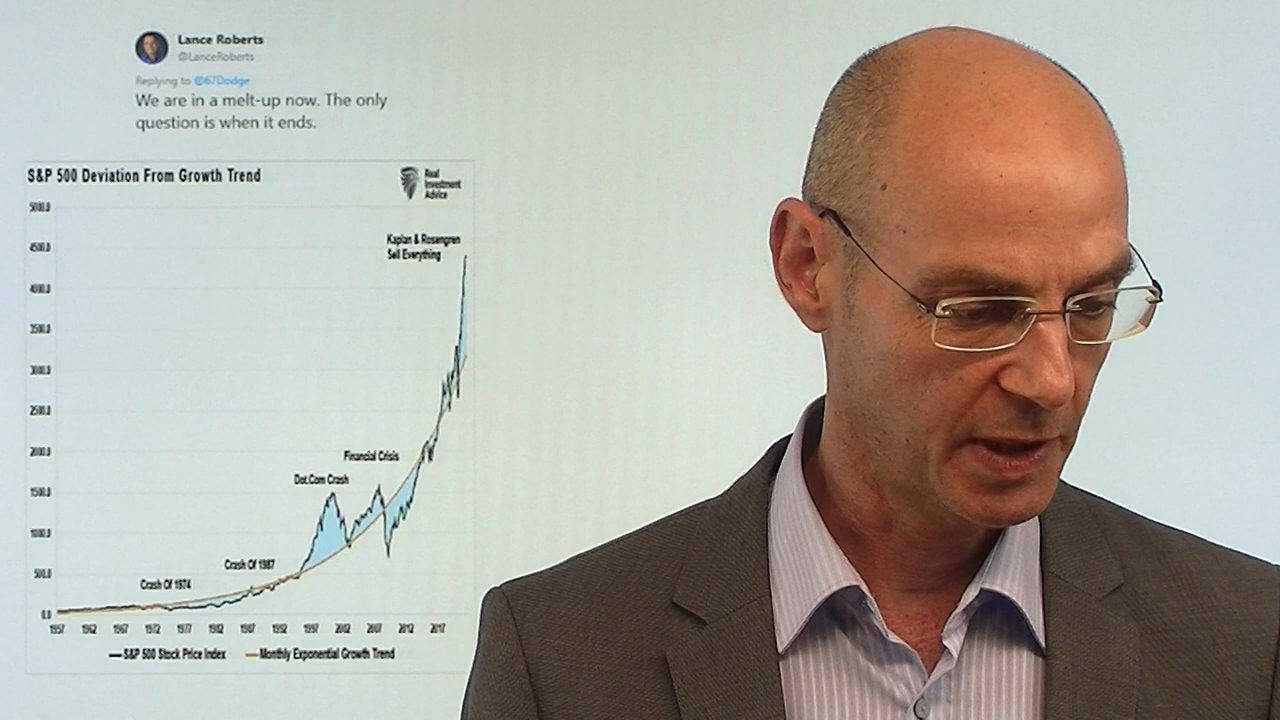 Lance Roberts
@LanceRoberts
Replying to @67Dodge
We are in a melt-up now. The only
question is when it ends.
S&P 500 Deviation From Growth Trend
Real
Investment
Advice
5000.0
4500.0
4000.0
3500.0
3000.0
2500.0
2000.0
1500.0
1000.0
500.0
0.0
Kaplan & Rosengren
Sell Everything
Financial Crisis
Dot.Com Crash
Crash Of 1987
Crash Of 1974
1957 1962 1967 1972 1977 1982 1987 1992 1997 2002 2007 2012 2017
S&P 500 Stock Price Index Monthly Exponential Growth Trend